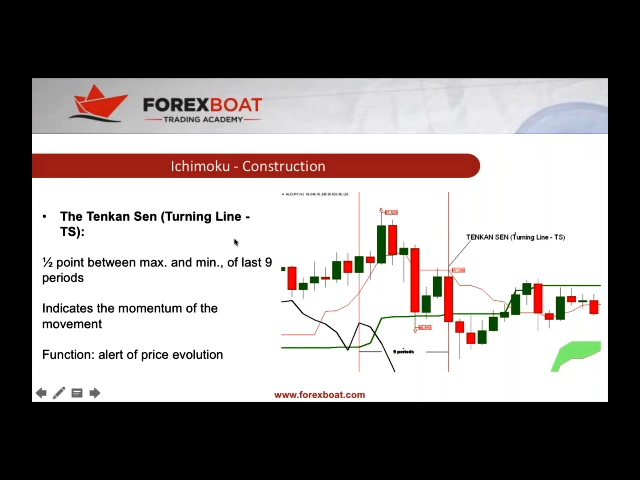 FOREXBOAT
TRADING ACADEMY
Ichimoku - Construction
• The Tenkan Sen (Turning Line -
TS):
½ point between max. and min., of last 9
periods
Indicates the momentum of the
movement
Function: alert of price evolution
TENKAN SEN (Turning Line - TS)
9 periods
www.forexboat.com